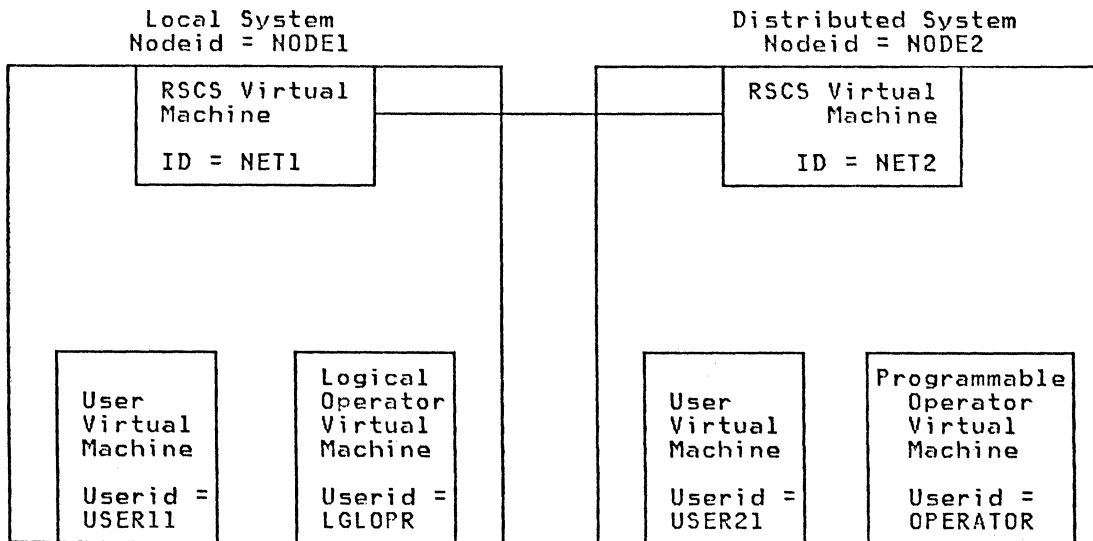 Local System
Nodeid = NODE1
Distributed System
Nodeid = NODE2
RSCS Virtual
Machine
ID = NET1
RSCS Virtual
Machine
ID = NET2
User
Virtual
Machine
Userid =
USER11
Logical
Operator
Virtual
Machine
Userid =
LGLOPR
User
Virtual
Machine
Userid =
USER21
Programmable
Operator
Virtual
Machine
Userid =
OPERATOR